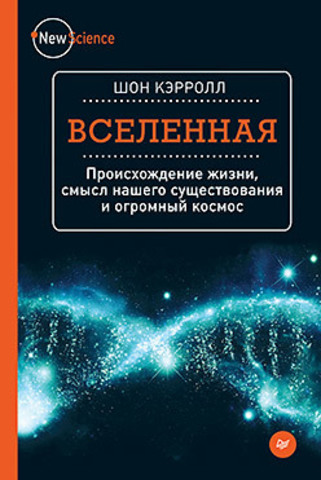 New Science
ШОН КЭРРОЛЛ
ВСЕЛЕННАЯ
Происхождение жизни,
смысл нашего существования
и огромный космос